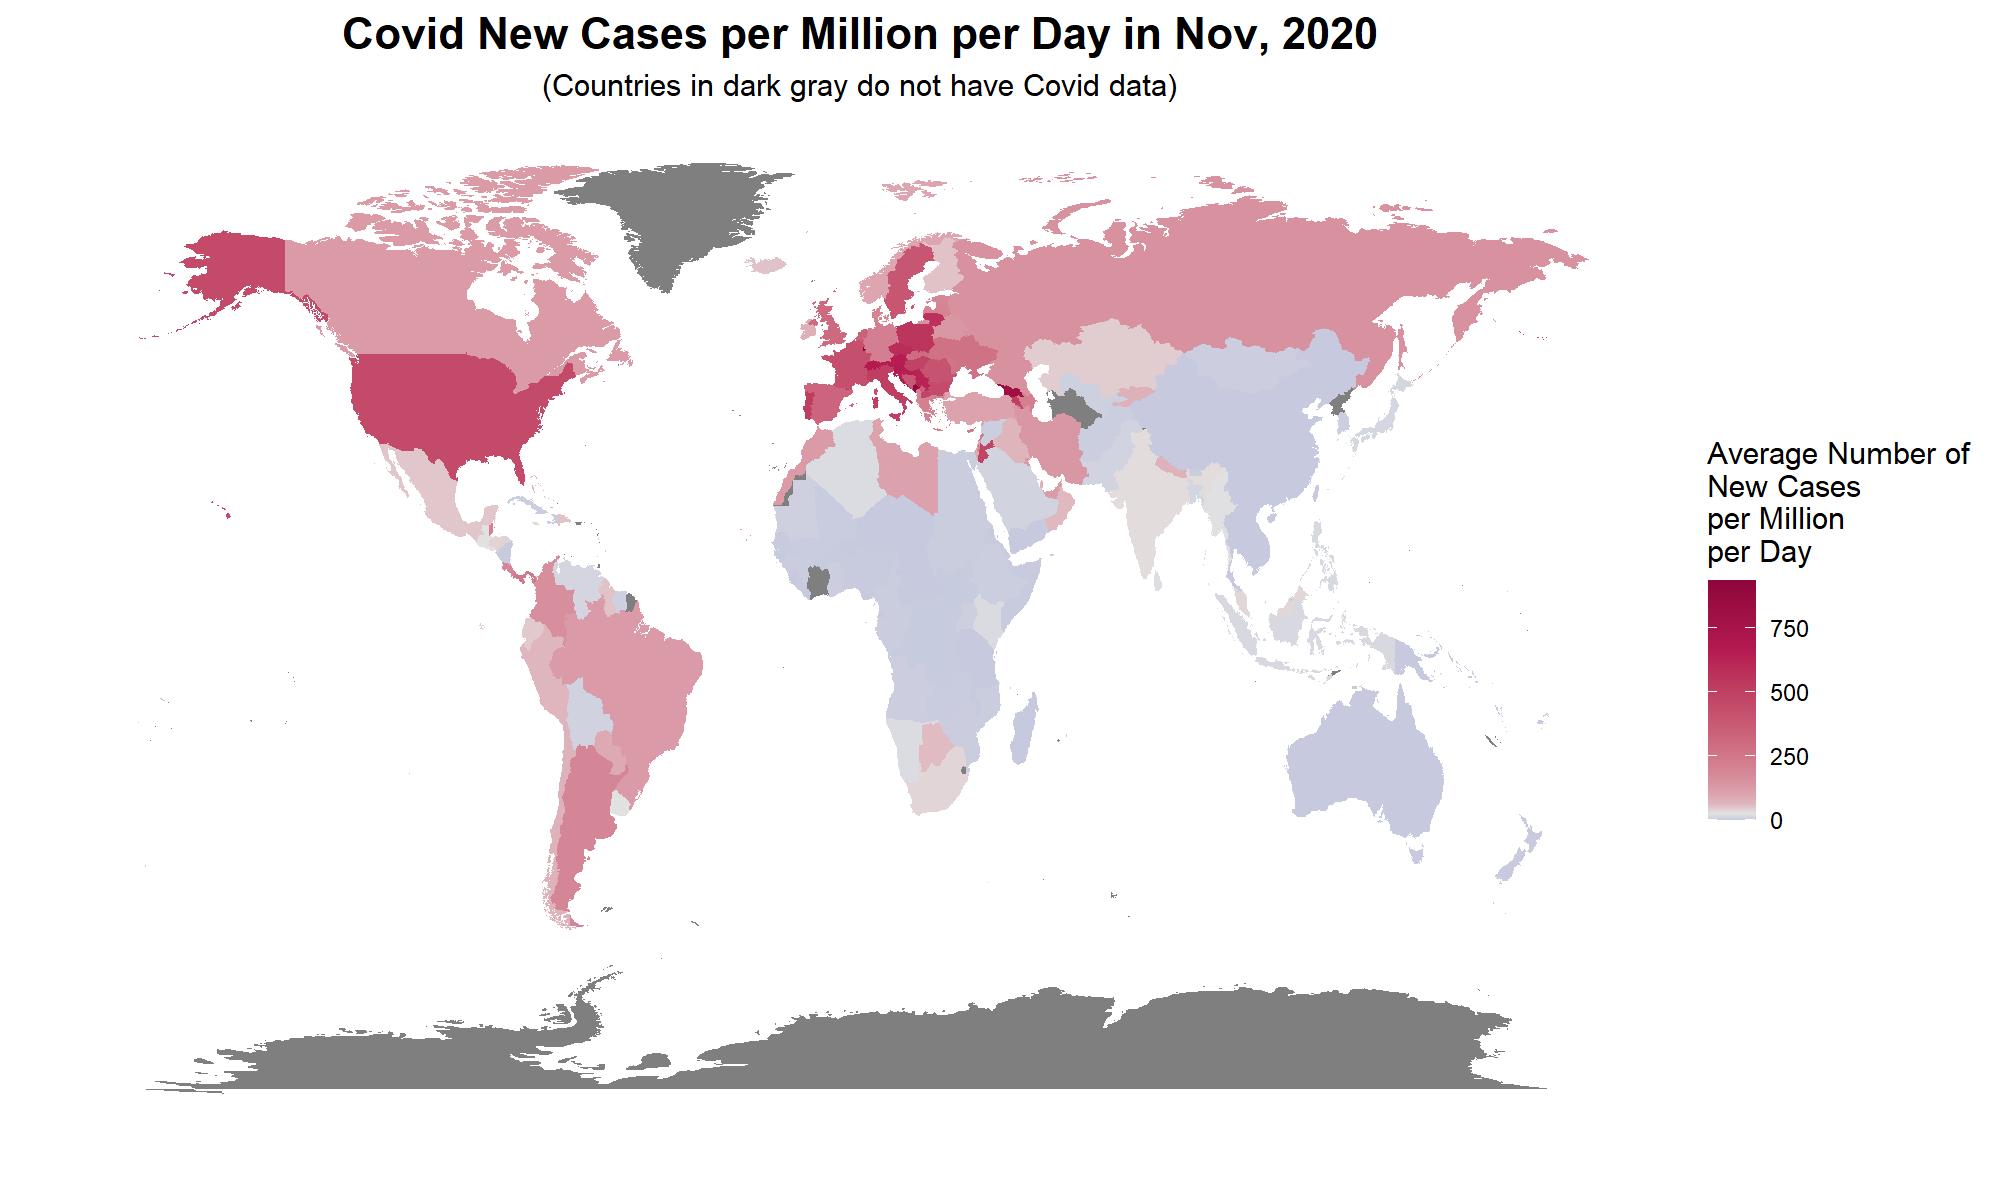 Covid New Cases per Million per Day in Nov, 2020
(Countries in dark gray do not have Covid data)
Average Number of
New Cases
per Million
per Day
750
500
250
0